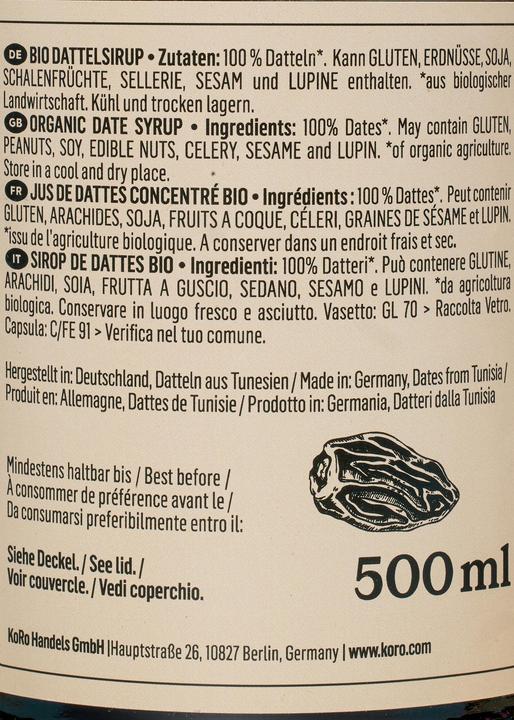 DE BIO DATTELSIRUP • Zutaten: 100 % Datteln*. Kann GLUTEN, ERDNÜSSE, SOJA,
SCHALENFRÜCHTE, SELLERIE, SESAM und LUPINE enthalten. *aus biologischer
Landwirtschaft. Kühl und trocken lagern.
GB ORGANIC DATE SYRUP • Ingredients: 100% Dates*. May contain GLUTEN,
PEANUTS, SOY, EDIBLE NUTS, CELERY, SESAME and LUPIN. *of organic agriculture.
Store in a cool and dry place.
FR JUS DE DATTES CONCENTRÉ BIO • Ingrédients : 100 % Dattes*. Peut contenir
GLUTEN, ARACHIDES, SOJA, FRUITS A COQUE, CÉLERI, GRAINES DE SÉSAME et LUPIN.
*issu de l'agriculture biologique. A conserver dans un endroit frais et sec.
IT SIROP DE DATTES BIO • Ingredienti: 100% Datteri*. Può contenere GLUTINE,
ARACHIDI, SOIA, FRUTTA A GUSCIO, SEDANO, SESAMO e LUPINI. *da agricoltura
biologica. Conservare in luogo fresco e asciutto. Vasetto: GL 70 > Raccolta Vetro.
Capsula: C/FE 91 > Verifica nel tuo comune.
Hergestellt in: Deutschland, Datteln aus Tunesien / Made in: Germany, Dates from Tunisia /
Produit en: Allemagne, Dattes de Tunisie / Prodotto in: Germania, Datteri dalla Tunisia
Mindestens haltbar bis / Best before /
À consommer de préférence avant le /
Da consumarsi preferibilmente entro il:
Siehe Deckel. / See lid. /
Voir couvercle. / Vedi coperchio.
500 ml
KoRo Handels GmbH | Hauptstraße 26, 10827 Berlin, Germany | www.koro.com